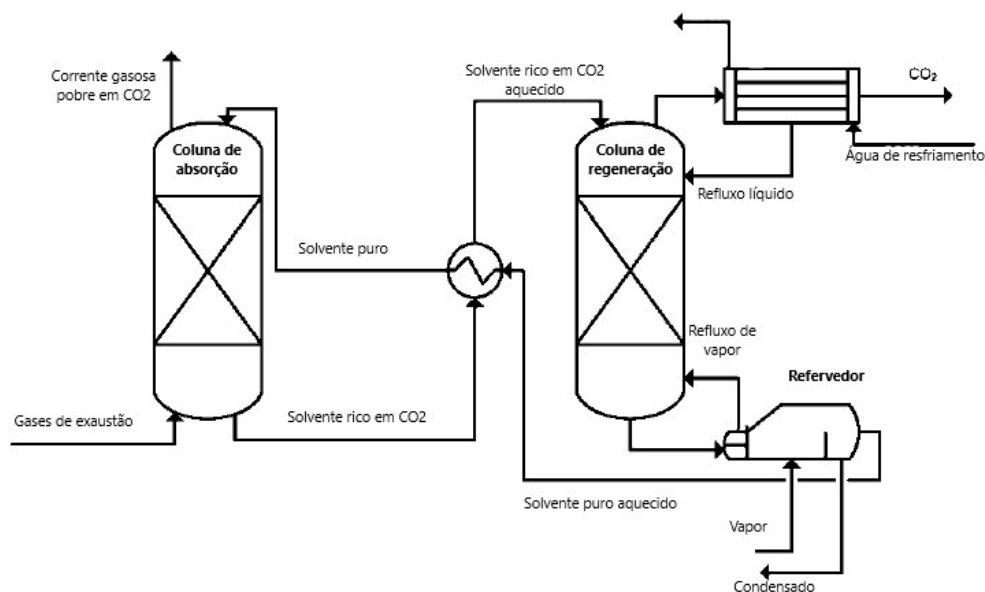 Corrente gasosa
pobre em CO2
Solvente rico em CO2
aquecido
CO₂
Coluna de
absorção
Coluna de
regeneração
Água de resfriamento
Refluxo líquido
Solvente puro
Refluxo de
vapor
Refervedor
Gases de exaustão
Solvente rico em CO2
Solvente puro aquecido
Vapor
Condensado